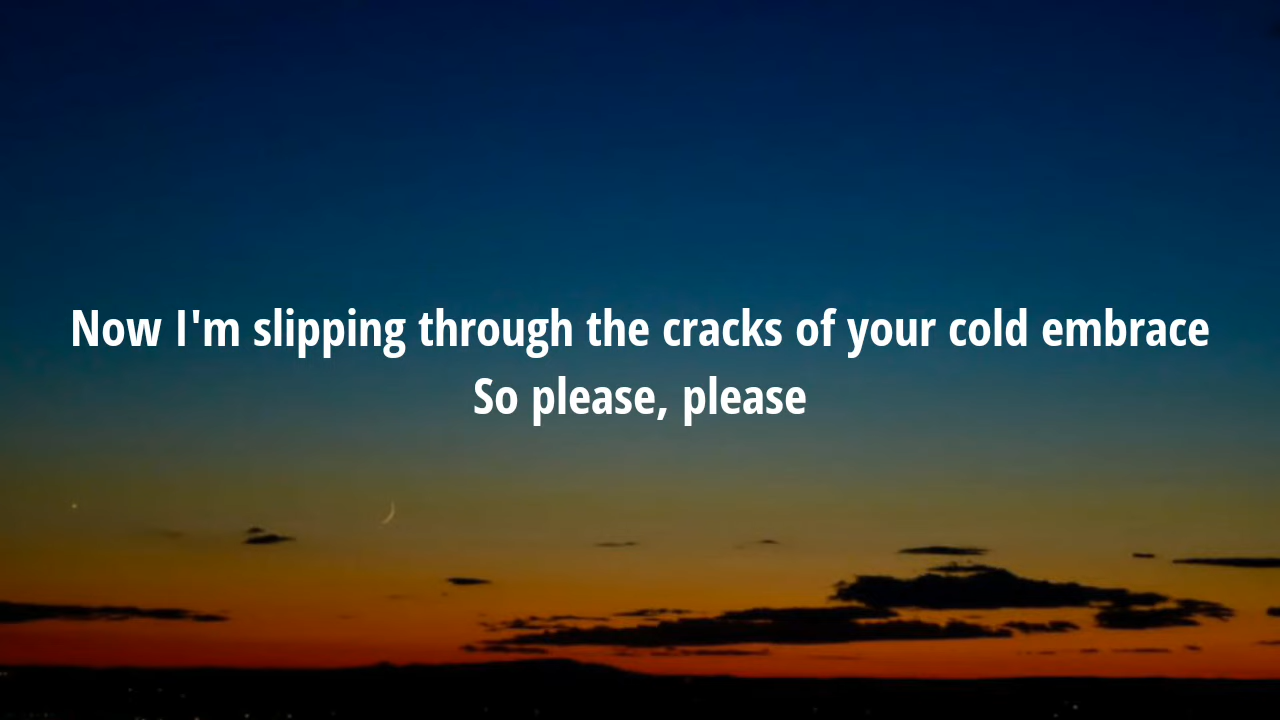 Now I'm slipping through the cracks of your cold embrace
So please, please